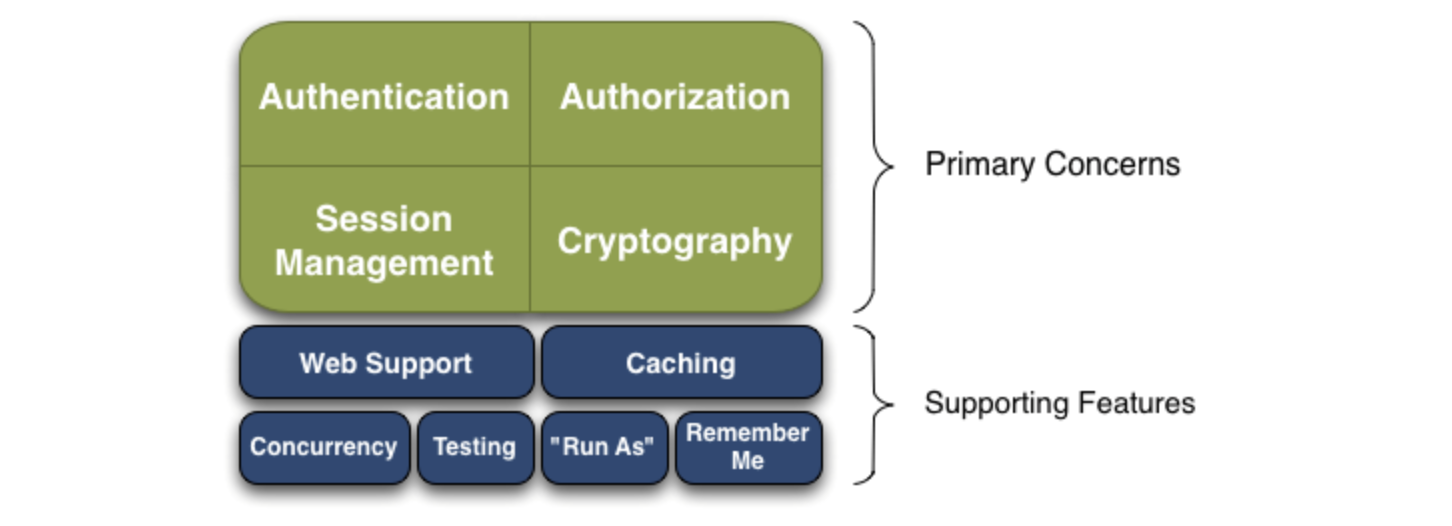 Authentication
Authorization
Session
Management
Cryptography
Primary Concerns
Web Support
Caching
Concurrency
Testing
"Run As"
Remember
Me
Supporting Features